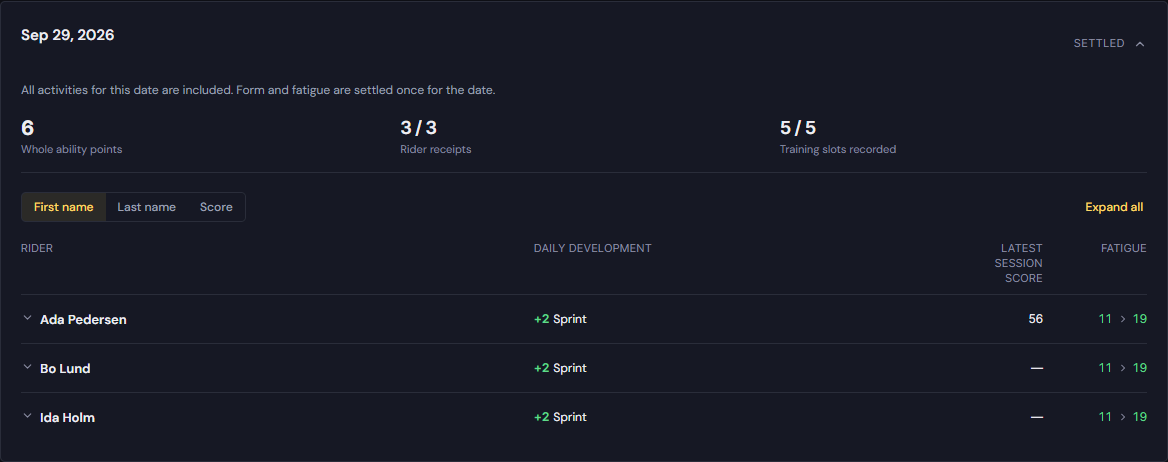 Sep 29, 2026
SETTLED
All activities for this date are included. Form and fatigue are settled once for the date.
6
Whole ability points
3 / 3
Rider receipts
5 / 5
Training slots recorded
First name Last name Score
Expand all
RIDER
DAILY DEVELOPMENT
LATEST
SESSION
SCORE
FATIGUE
Ada Pedersen +2 Sprint 56 11 > 19
Bo Lund +2 Sprint — 11 > 19
Ida Holm +2 Sprint — 11 > 19